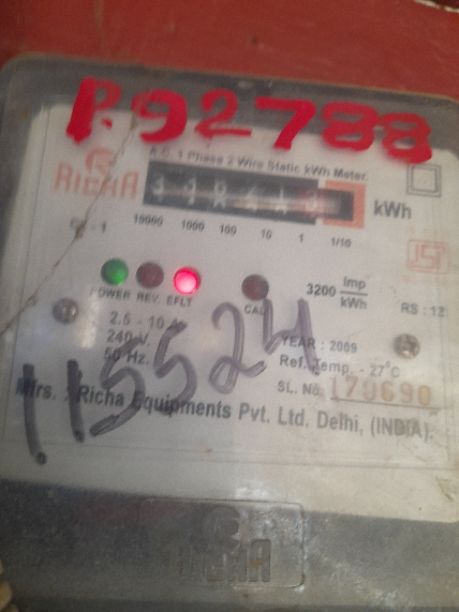 P.92788
A.C. 1 Phase 2 Wire Static kWh Meter.
RICHA
kWh
10000 1000 100 10 1 1/10
POWER REV. EFLT
CAL
3200 Imp/kWh
RS : 12
2.5 - 10 A
240 V.
50 Hz.
YEAR : 2009
Ref. Temp. - 27°C
SL. No. 170690
115524
Mfrs. : Richa Equipments Pvt. Ltd. Delhi, (INDIA).
RICHA